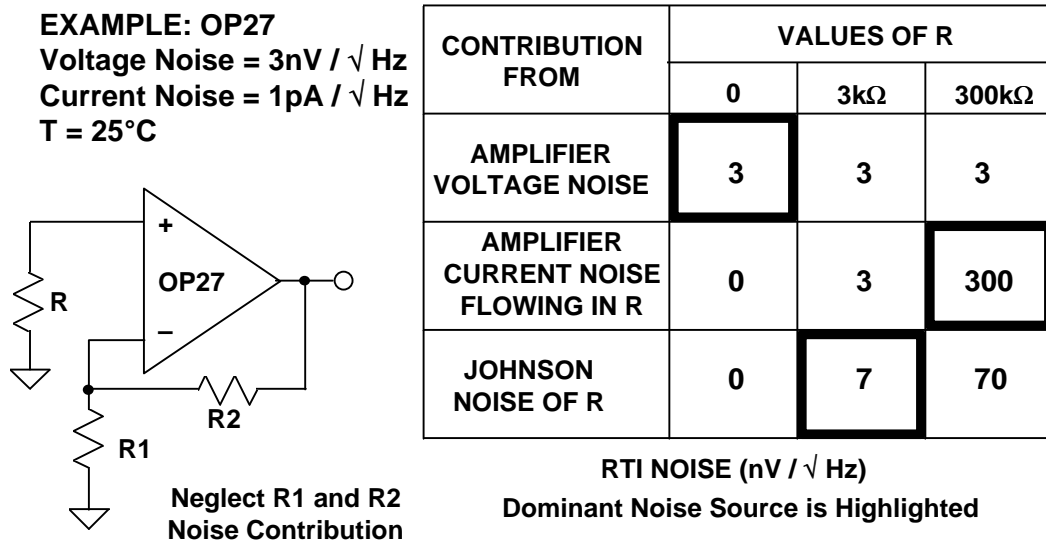 EXAMPLE: OP27
Voltage Noise = 3nV / √ Hz
Current Noise = 1pA / √ Hz
T = 25°C
+
OP27
–
R
R2
R1
Neglect R1 and R2
Noise Contribution
CONTRIBUTION
FROM
VALUES OF R
0 3kΩ 300kΩ
AMPLIFIER
VOLTAGE NOISE
3 3 3
AMPLIFIER
CURRENT NOISE
FLOWING IN R
0 3 300
JOHNSON
NOISE OF R
0 7 70
RTI NOISE (nV / √ Hz)
Dominant Noise Source is Highlighted